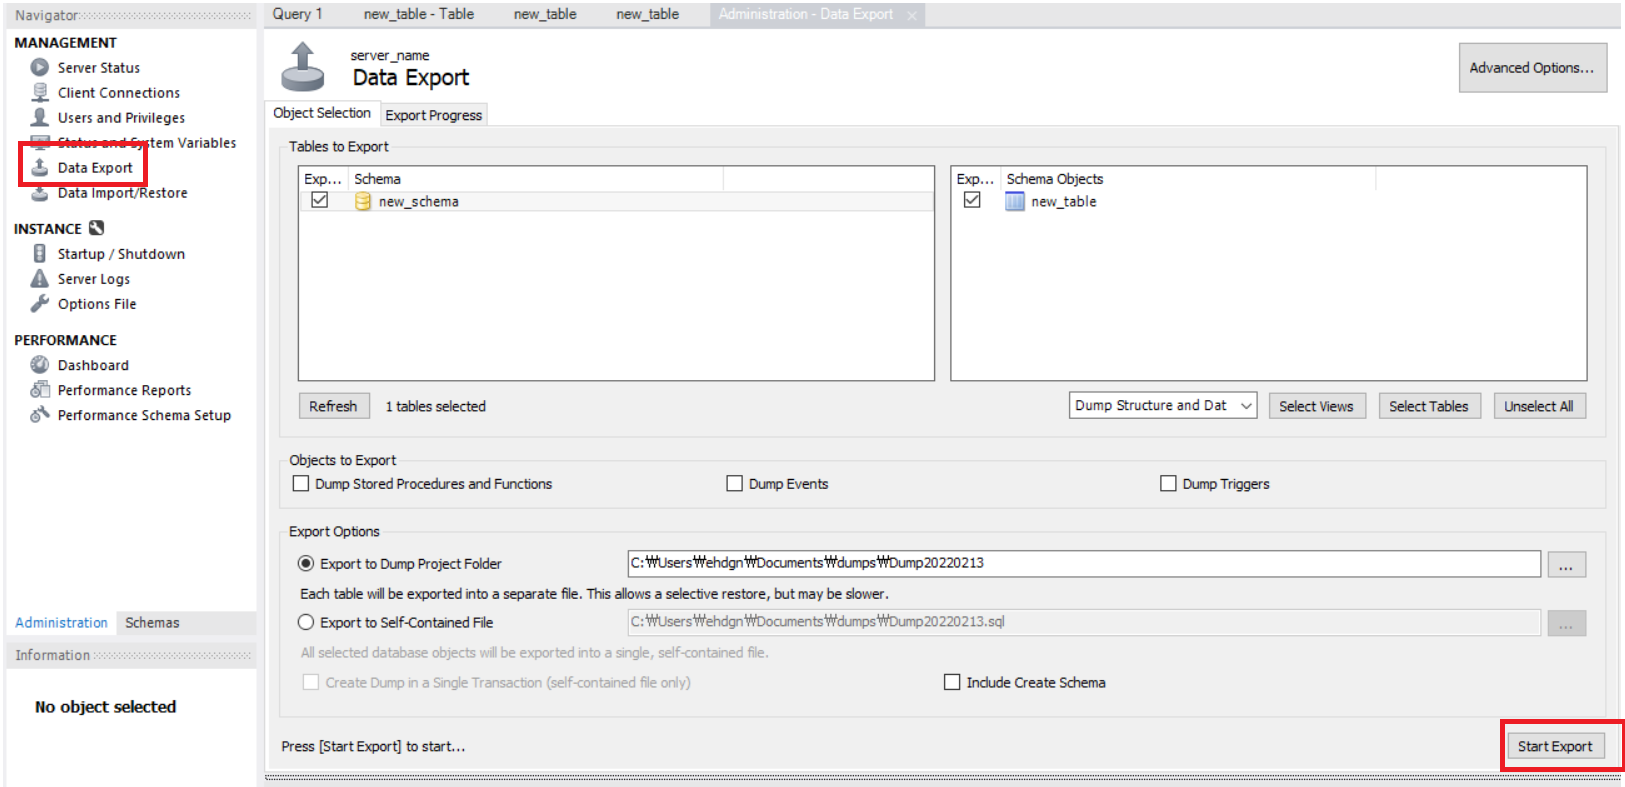 Navigator
MANAGEMENT
Server Status
Client Connections
Users and Privileges
Status and System Variables
Data Export
Data Import/Restore
INSTANCE
Startup / Shutdown
Server Logs
Options File
PERFORMANCE
Dashboard
Performance Reports
Performance Schema Setup
Administration Schemas
Information
No object selected
Query 1 new_table - Table new_table new_table Administration - Data Export
server_name
Data Export
Advanced Options...
Object Selection Export Progress
Tables to Export
Exp... Schema
new_schema
Exp... Schema Objects
new_table
Refresh 1 tables selected Dump Structure and Dat Select Views Select Tables Unselect All
Objects to Export
Dump Stored Procedures and Functions Dump Events Dump Triggers
Export Options
Export to Dump Project Folder C:₩Users₩ehdgn₩Documents₩dumps₩Dump20220213 ...
Each table will be exported into a separate file. This allows a selective restore, but may be slower.
Export to Self-Contained File C:₩Users₩ehdgn₩Documents₩dumps₩Dump20220213.sql ...
All selected database objects will be exported into a single, self-contained file.
Create Dump in a Single Transaction (self-contained file only) Include Create Schema
Press [Start Export] to start... Start Export